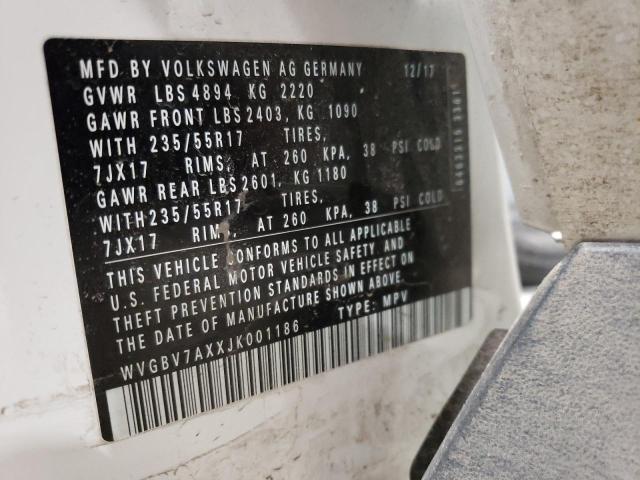 MFD BY VOLKSWAGEN AG GERMANY 12/17
GVWR LBS 4894 KG 2220
GAWR FRONT LBS 2403, KG 1090
WITH 235/55R17 TIRES,
7JX17 RIMS, AT 260 KPA, 38 PSI COLD
GAWR REAR LBS 2601, KG 1180
WITH 235/55R17 TIRES,
7JX17 RIM AT 260 KPA, 38 PSI COLD
THIS VEHICLE CONFORMS TO ALL APPLICABLE
U.S. FEDERAL MOTOR VEHICLE SAFETY AND
THEFT PREVENTION STANDARDS IN EFFECT ON
THE DATE OF MANUFACTURE SHOWN ABOVE.
WVGBV7AXXJK001186 TYPE: MPV